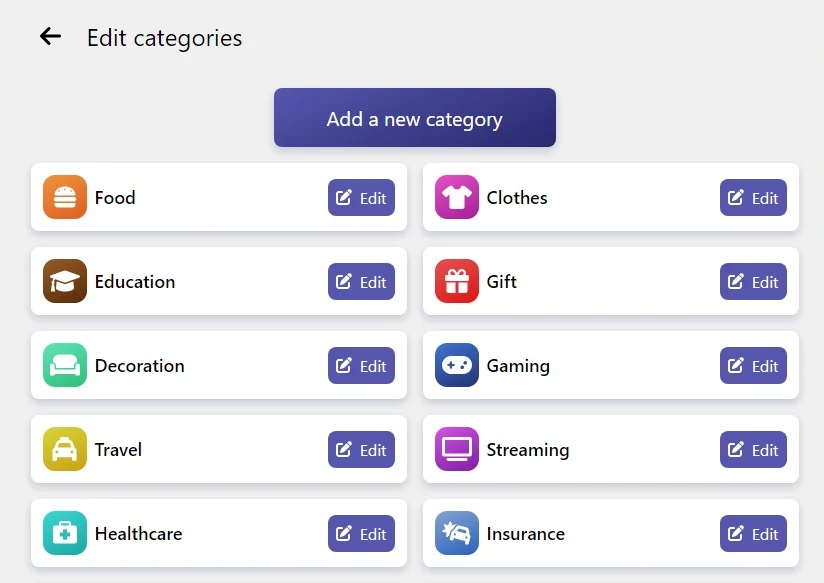 Edit categories
Add a new category
Food Edit
Clothes Edit
Education Edit
Gift Edit
Decoration Edit
Gaming Edit
Travel Edit
Streaming Edit
Healthcare Edit
Insurance Edit